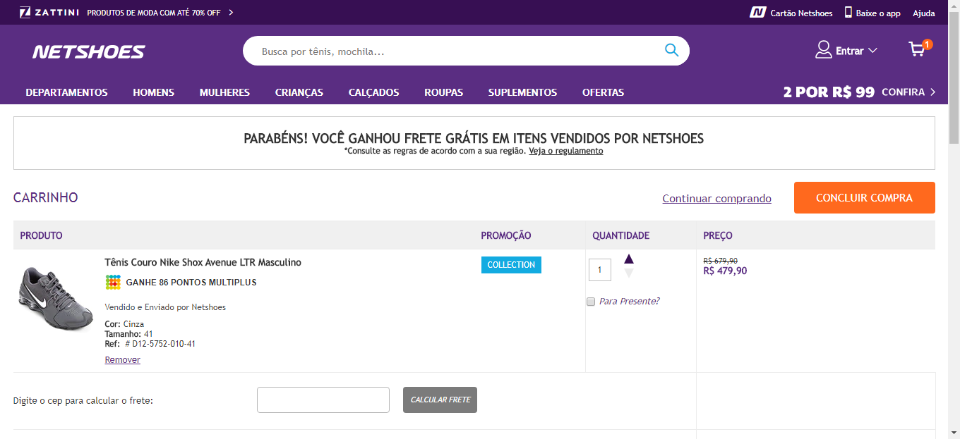 ZATTINI PRODUTOS DE MODA COM ATÉ 70% OFF
N Cartão Netshoes Baixe o app Ajuda
NETSHOES
Busca por tênis, mochila...
Entrar
1
DEPARTAMENTOS HOMENS MULHERES CRIANÇAS CALÇADOS ROUPAS SUPLEMENTOS OFERTAS
2 POR R$ 99 CONFIRA
PARABÉNS! VOCÊ GANHOU FRETE GRÁTIS EM ITENS VENDIDOS POR NETSHOES
*Consulte as regras de acordo com a sua região. Veja o regulamento
CARRINHO
Continuar comprando
CONCLUIR COMPRA
PRODUTO PROMOÇÃO QUANTIDADE PREÇO
Tênis Couro Nike Shox Avenue LTR Masculino
GANHE 86 PONTOS MULTIPLUS
Vendido e Enviado por Netshoes
Cor: Cinza
Tamanho: 41
Ref: # D12-5752-010-41
Remover
COLLECTION
1
Para Presente?
R$ 679,90
R$ 479,90
Digite o cep para calcular o frete:
CALCULAR FRETE